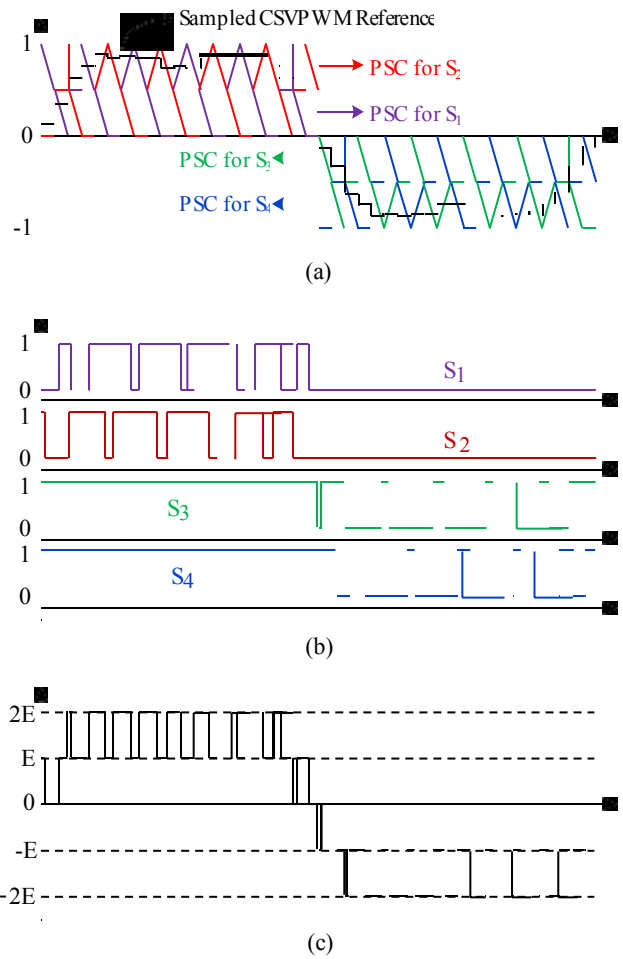 Sampled CSVPWM Reference
1
PSC for S2
PSC for S1
0
PSC for S3
PSC for S4
-1
(a)
1
S1
0
1
S2
0
1
S3
0
1
S4
0
(b)
2E
E
0
-E
-2E
(c)